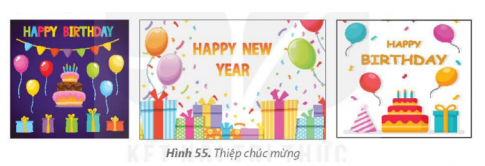 HAPPY BIRTHDAY
HAPPY NEW
YEAR
HAPPY
BIRTHDAY
Hình 55. Thiệp chúc mừng